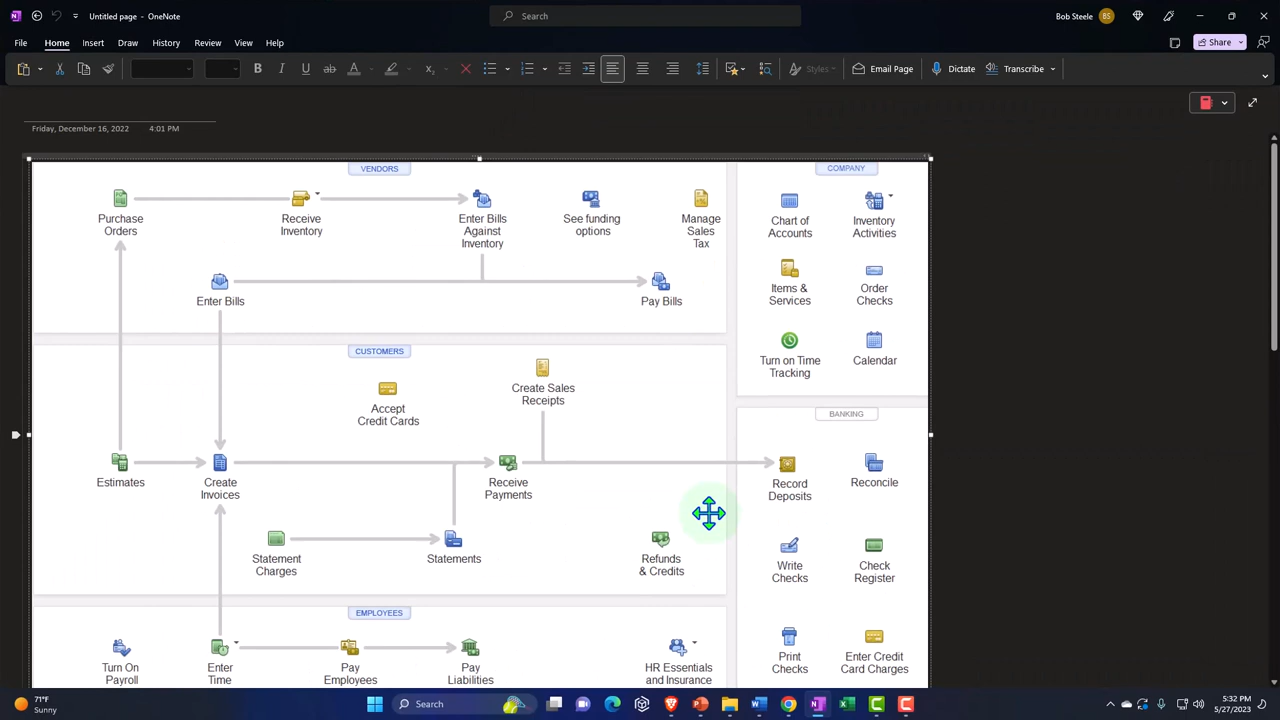 Untitled page - OneNote
Search
Bob Steele
BS
File
Home
Insert
Draw
History
Review
View
Help
Share
Styles
Email Page
Dictate
Transcribe
Friday, December 16, 2022
4:01 PM
VENDORS
Purchase
Orders
Receive
Inventory
Enter Bills
Against
Inventory
See funding
options
Manage
Sales
Tax
Enter Bills
Pay Bills
CUSTOMERS
Accept
Credit Cards
Create Sales
Receipts
Estimates
Create
Invoices
Receive
Payments
Statement
Charges
Statements
Refunds
& Credits
EMPLOYEES
Turn On
Payroll
Enter
Time
Pay
Employees
Pay
Liabilities
HR Essentials
and Insurance
COMPANY
Chart of
Accounts
Inventory
Activities
Items &
Services
Order
Checks
Turn on Time
Tracking
Calendar
BANKING
Record
Deposits
Reconcile
Write
Checks
Check
Register
Print
Checks
Enter Credit
Card Charges
71°F
Sunny
Search
5:32 PM
5/27/2023